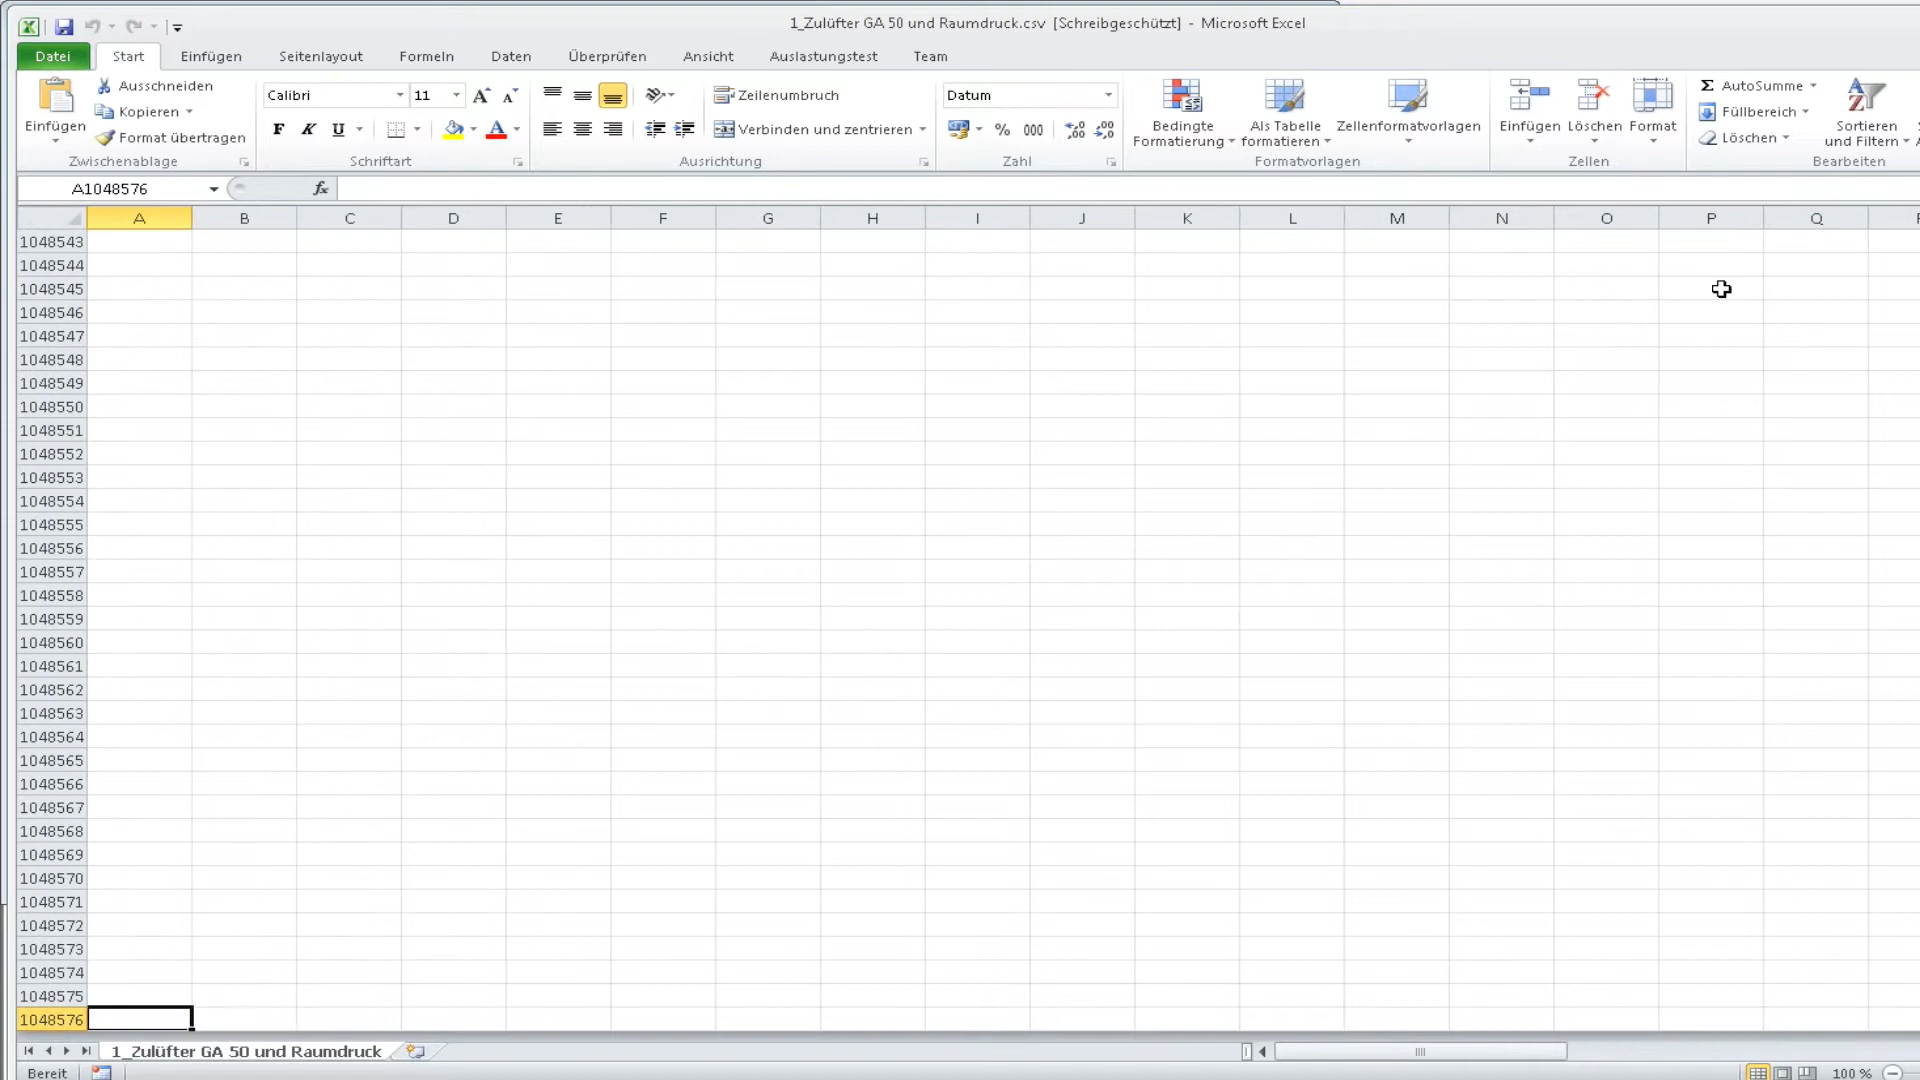 1_Zulüfter GA 50 und Raumdruck.csv [Schreibgeschützt] - Microsoft Excel
Datei Start Einfügen Seitenlayout Formeln Daten Überprüfen Ansicht Auslastungstest Team
Einfügen
Ausschneiden
Kopieren
Format übertragen
Zwischenablage
Calibri 11
F K U
Schriftart
Zeilenumbruch
Verbinden und zentrieren
Ausrichtung
Datum
% 000
Zahl
Bedingte
Formatierung
Als Tabelle
formatieren
Zellenformatvorlagen
Formatvorlagen
Einfügen Löschen Format
Zellen
Σ AutoSumme
Füllbereich
Löschen
Sortieren
und Filtern
Bearbeiten
A1048576 fx
A B C D E F G H I J K L M N O P Q
1048543
1048544
1048545
1048546
1048547
1048548
1048549
1048550
1048551
1048552
1048553
1048554
1048555
1048556
1048557
1048558
1048559
1048560
1048561
1048562
1048563
1048564
1048565
1048566
1048567
1048568
1048569
1048570
1048571
1048572
1048573
1048574
1048575
1048576
1_Zulüfter GA 50 und Raumdruck
Bereit 100 %